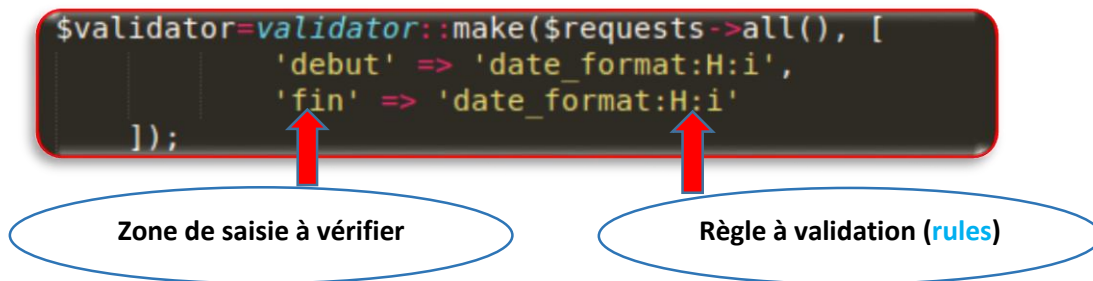 $validator=validator::make($requests->all(), [
'debut' => 'date_format:H:i',
'fin' => 'date_format:H:i'
]);
Zone de saisie à vérifier
Règle à validation (rules)